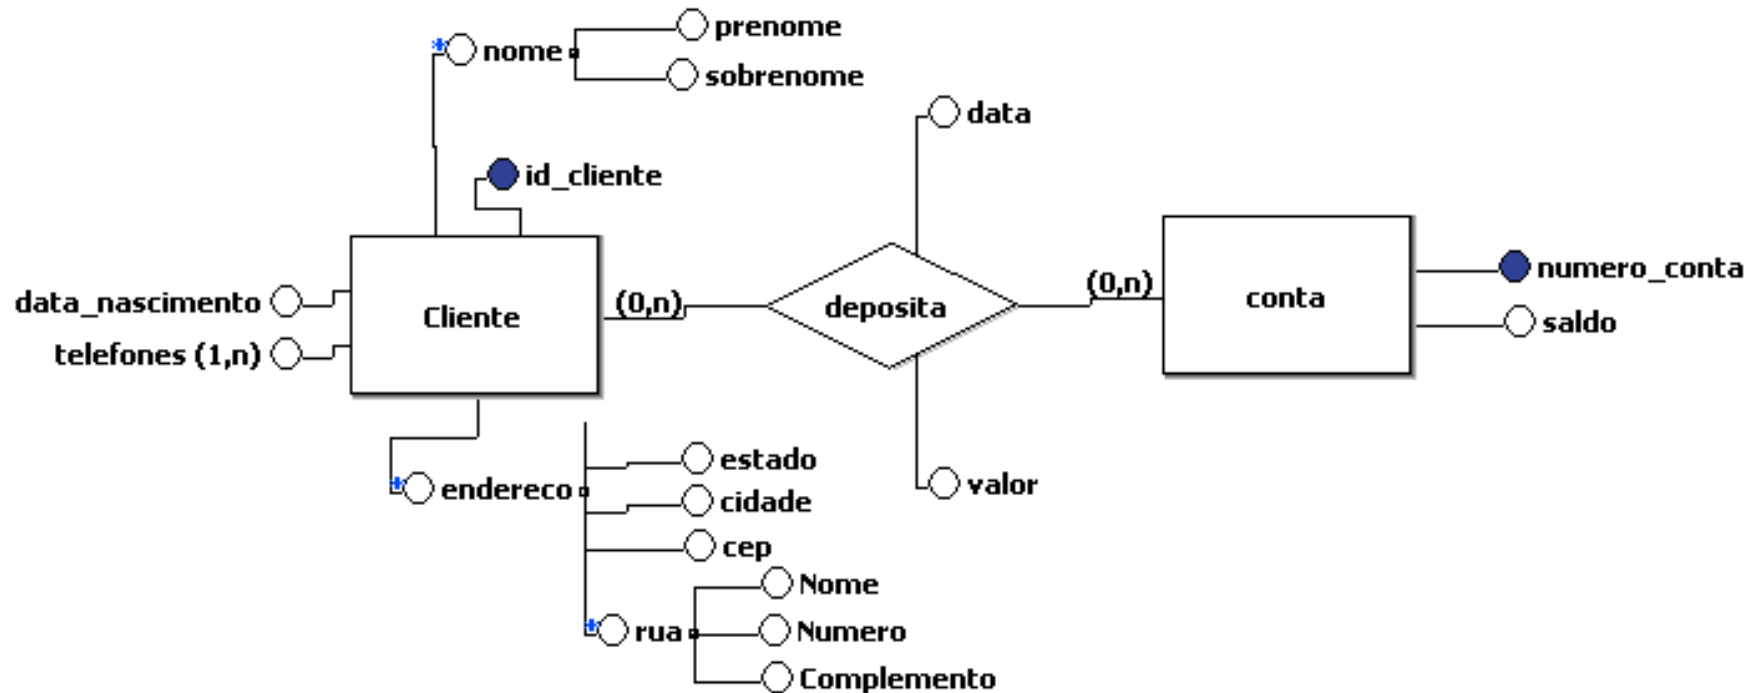 prenome
nome
sobrenome
data
id_cliente
numero_conta
(0,n)
conta
data_nascimento
Cliente
(0,n)
deposita
saldo
telefones (1,n)
estado
endereco
valor
cidade
cep
Nome
rua
Numero
Complemento